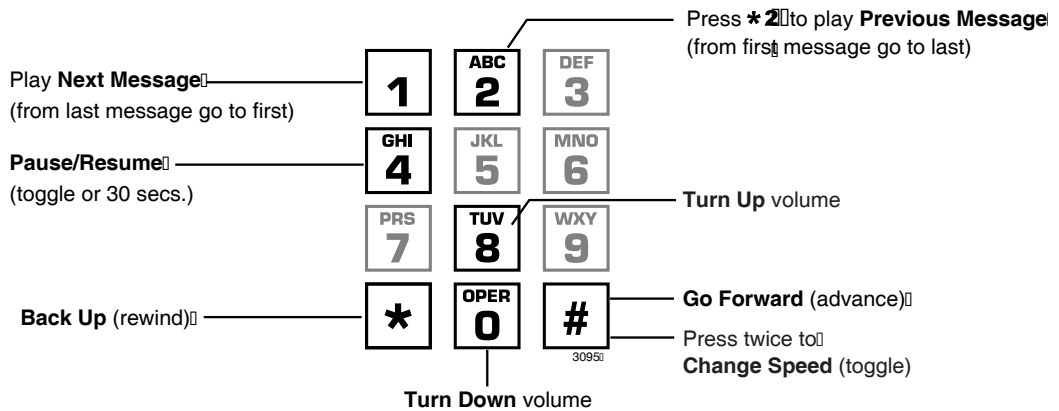 Press *2 to play Previous Message
(from first message go to last)
Play Next Message
(from last message go to first)
Pause/Resume
(toggle or 30 secs.)
Back Up (rewind)
1
ABC
2
DEF
3
GHI
4
JKL
5
MNO
6
PRS
7
TUV
8
WXY
9
*
OPER
0
#
3095
Turn Up volume
Go Forward (advance)
Press twice to
Change Speed (toggle)
Turn Down volume